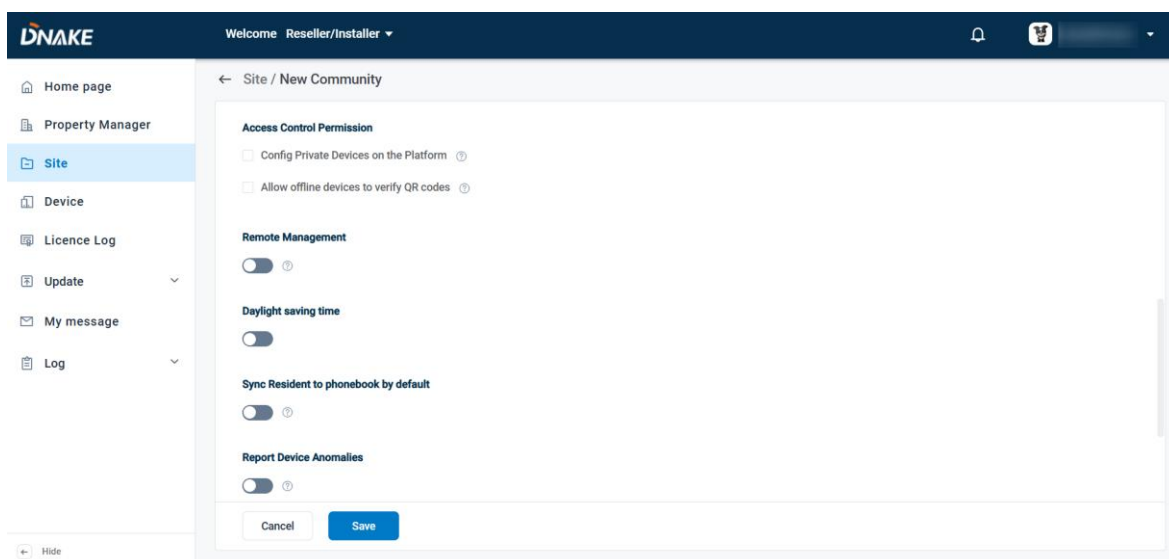 DNAKE
Welcome Reseller/Installer
Home page
Property Manager
Site
Device
Licence Log
Update
My message
Log
Hide
← Site / New Community
Access Control Permission
Config Private Devices on the Platform
Allow offline devices to verify QR codes
Remote Management
Daylight saving time
Sync Resident to phonebook by default
Report Device Anomalies
Cancel
Save